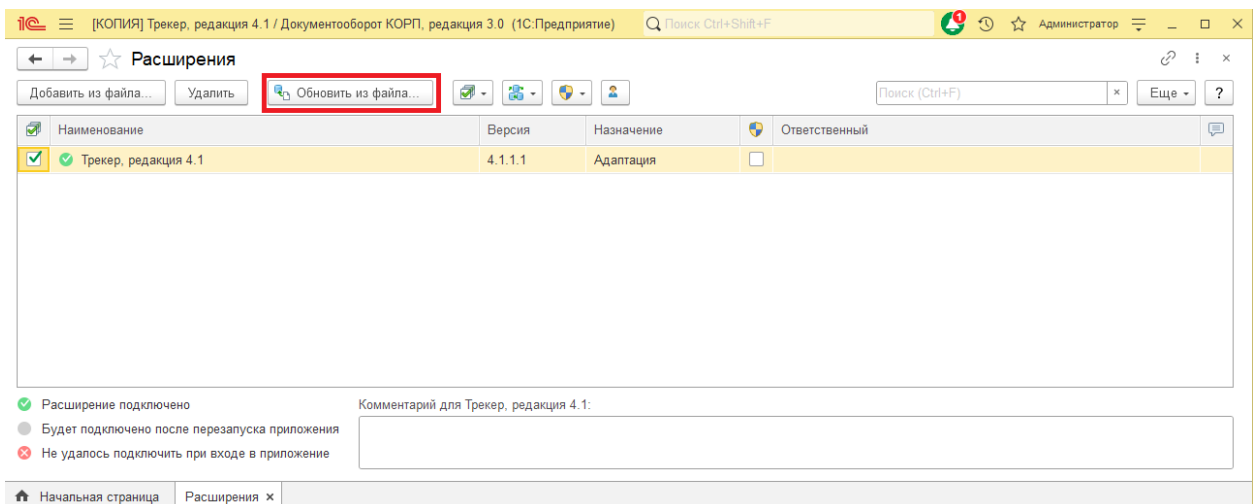 1С [КОПИЯ] Трекер, редакция 4.1 / Документооборот КОРП, редакция 3.0 (1С:Предприятие) Поиск Ctrl+Shift+F 1 Администратор
Расширения
Добавить из файла... Удалить Обновить из файла... Поиск (Ctrl+F) × Еще ?
Наименование Версия Назначение Ответственный
Трекер, редакция 4.1 4.1.1.1 Адаптация
Расширение подключено Комментарий для Трекер, редакция 4.1:
Будет подключено после перезапуска приложения
Не удалось подключить при входе в приложение
Начальная страница Расширения ×